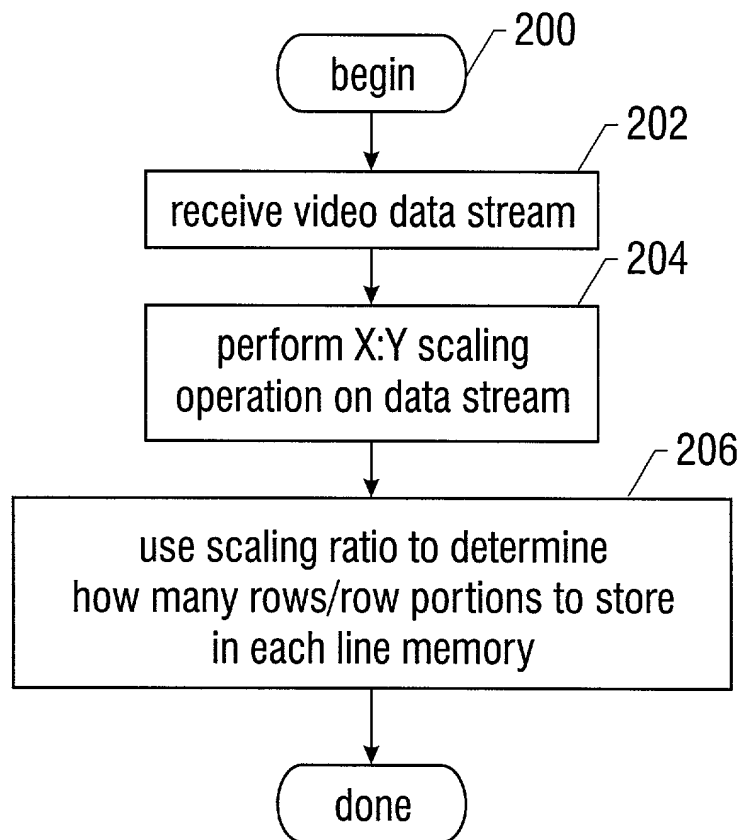 200
begin
202
receive video data stream
204
perform X:Y scaling
operation on data stream
206
use scaling ratio to determine
how many rows/row portions to store
in each line memory
done